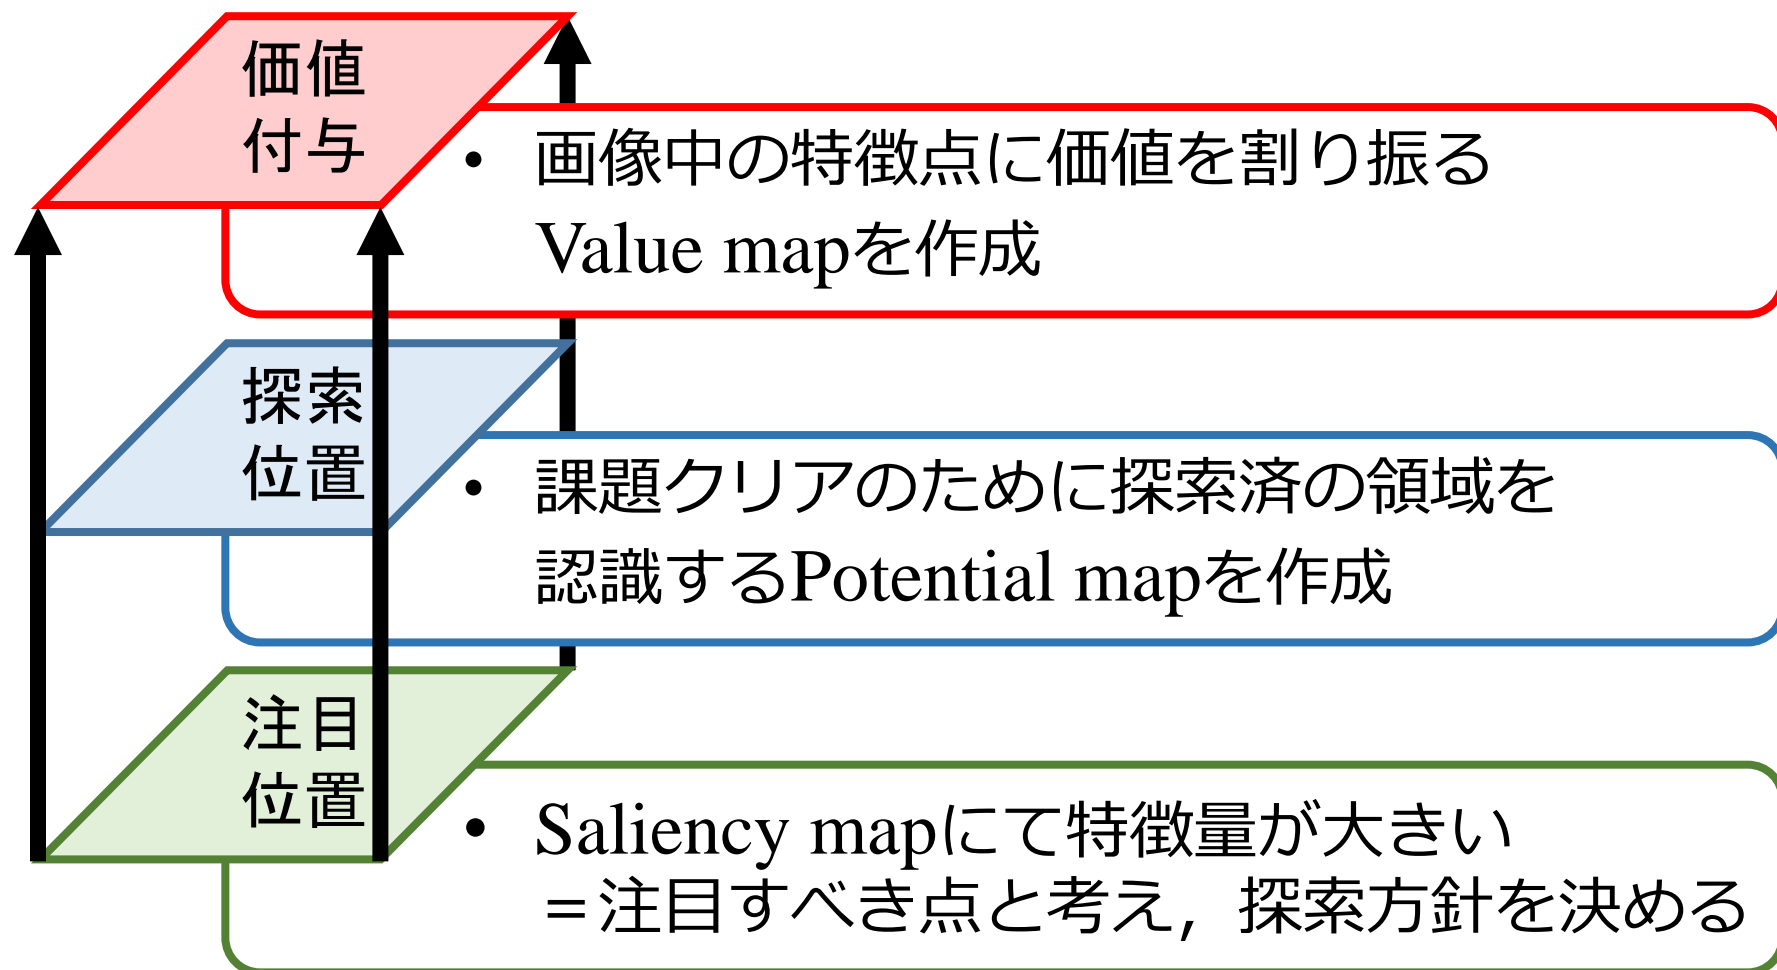 価値
付与
• 画像中の特徴点に価値を割り振る
Value mapを作成
探索
位置
• 課題クリアのために探索済の領域を
認識するPotential mapを作成
注目
位置
• Saliency mapにて特徴量が大きい
＝注目すべき点と考え，探索方針を決める